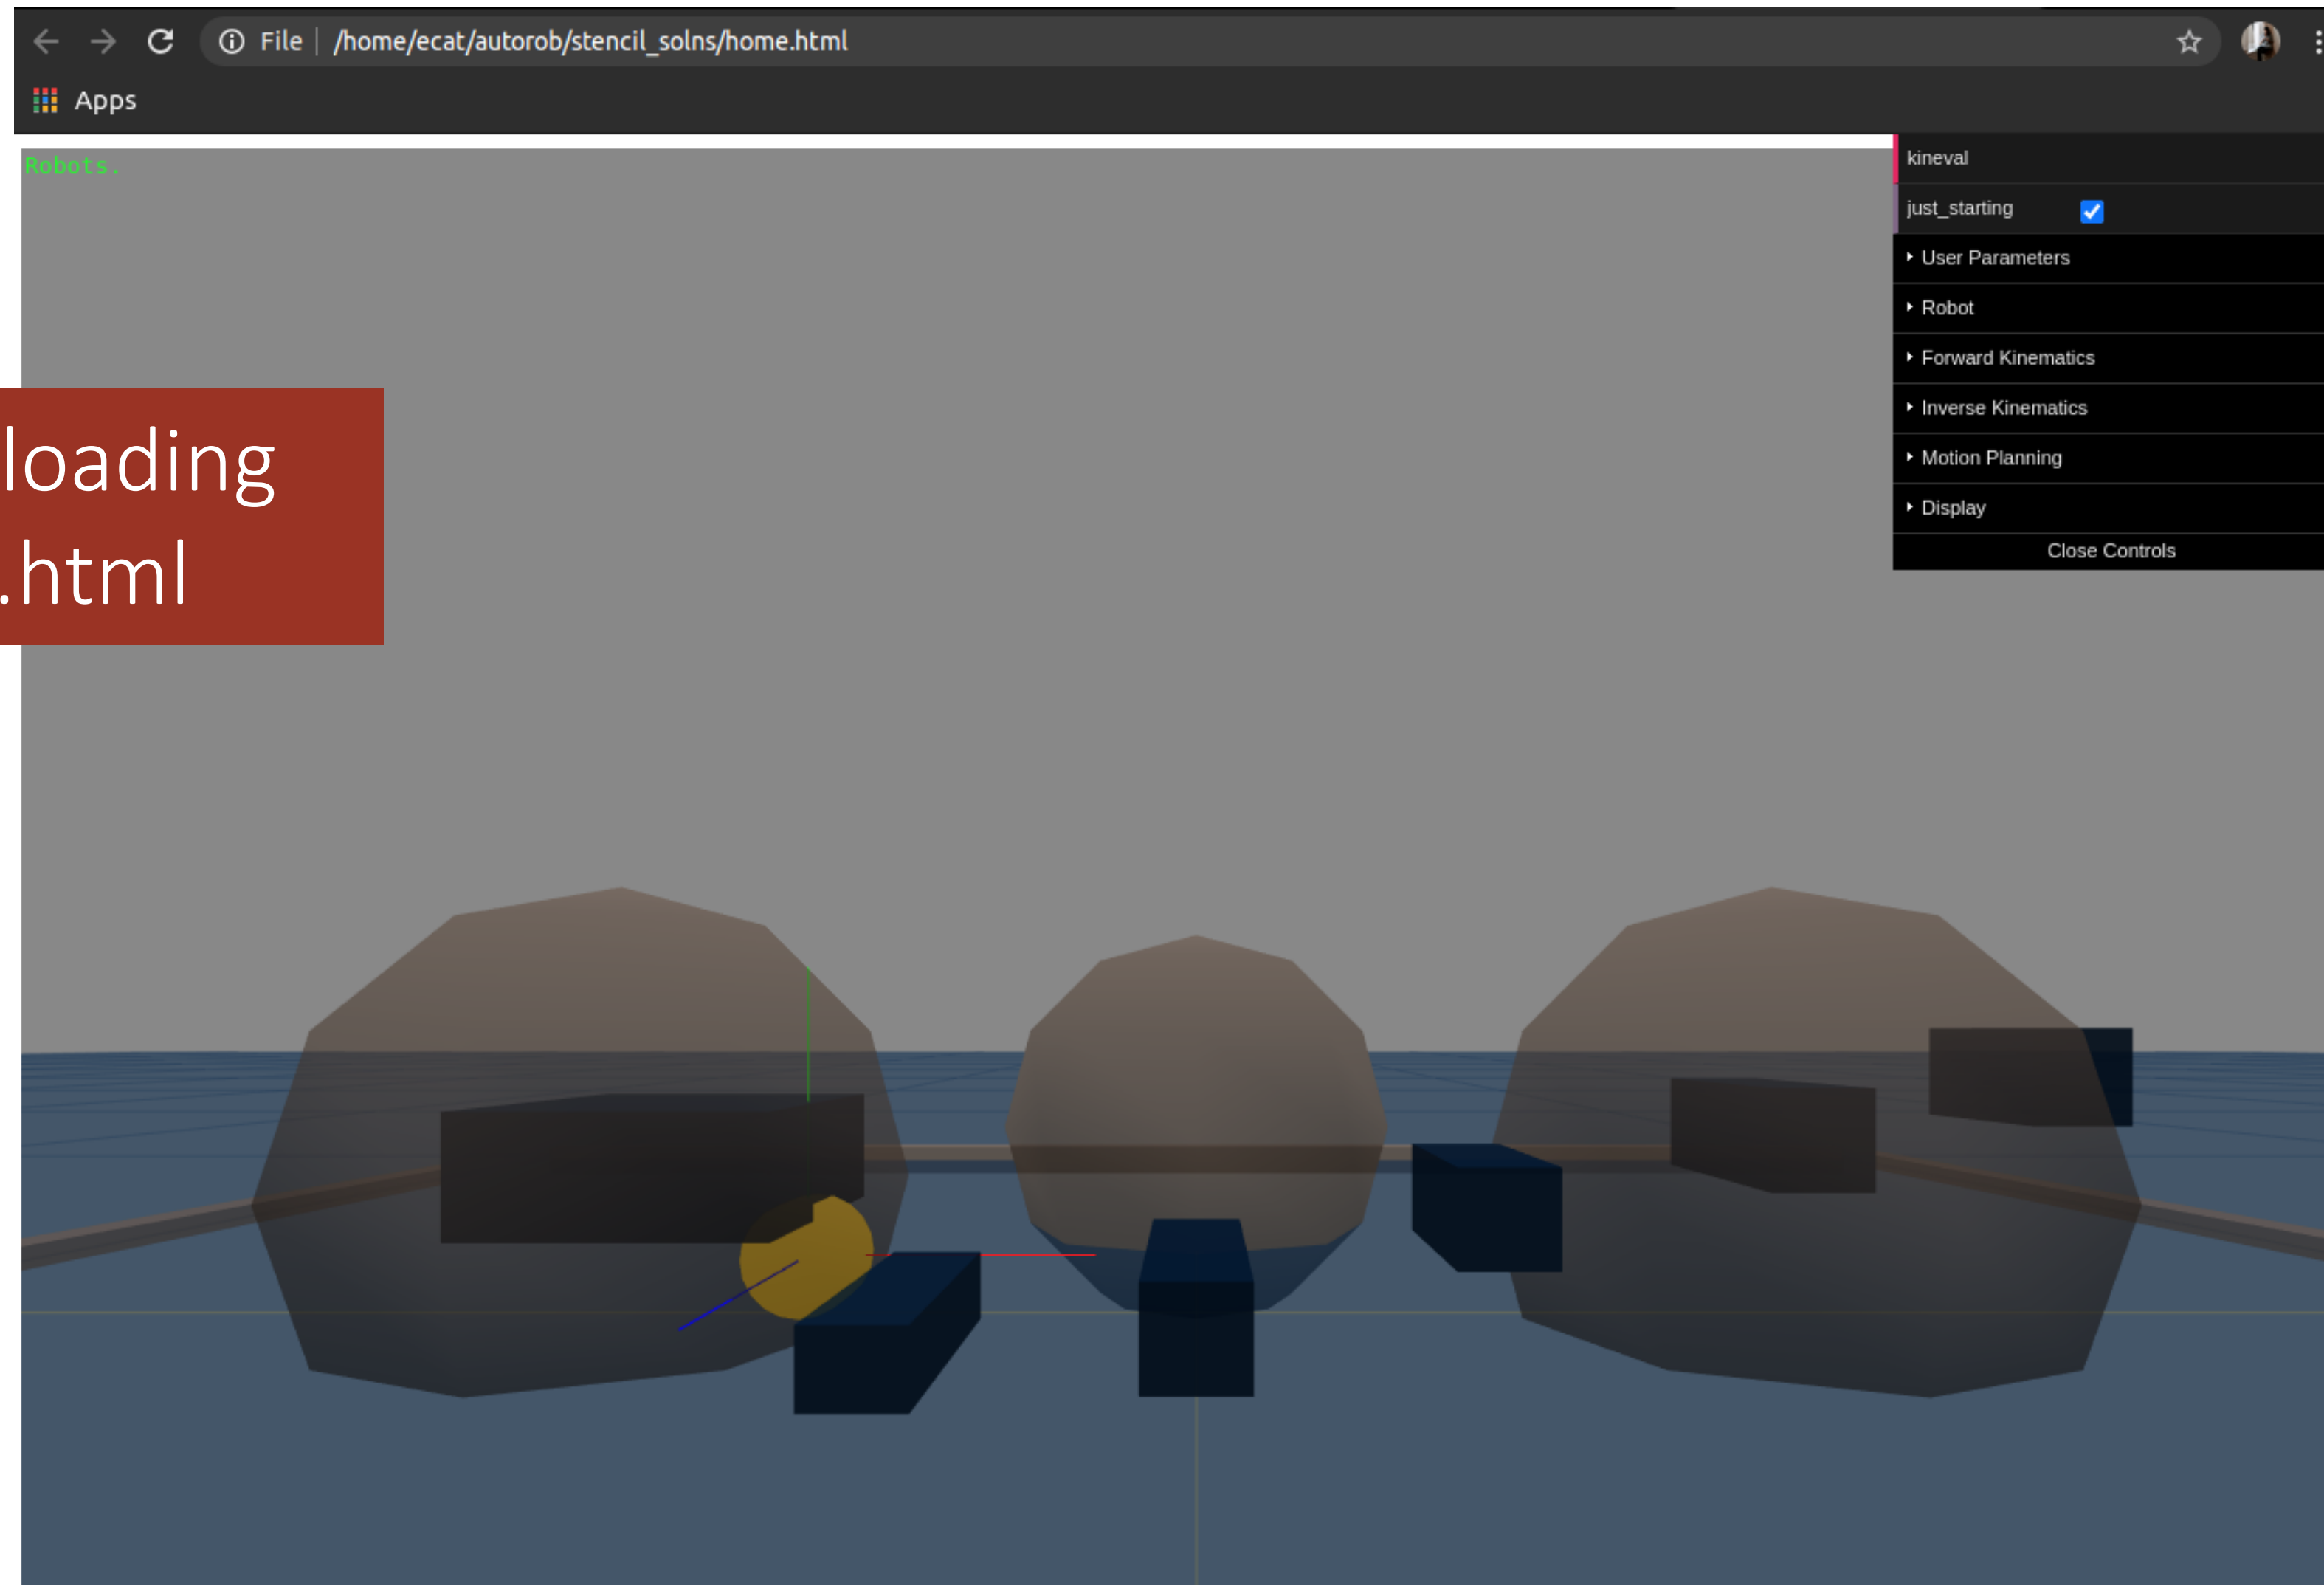 File | /home/ecat/autorob/stencil_solns/home.html
Apps
Robots.
kineval
just_starting
User Parameters
Robot
Forward Kinematics
Inverse Kinematics
Motion Planning
Display
Close Controls
loading
.html